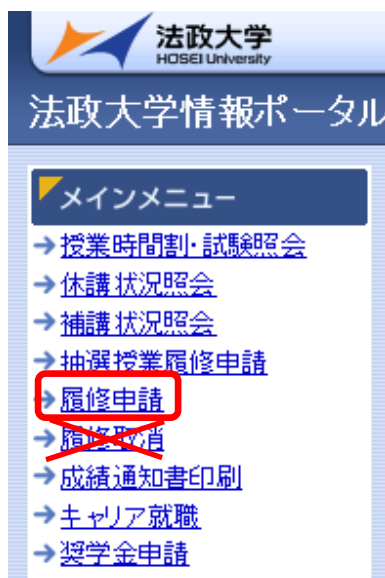 法政大学
HOSEI University
法政大学情報ポータル
メインメニュー
授業時間割・試験照会
休講状況照会
補講状況照会
抽選授業履修申請
履修申請
履修取消
成績通知書印刷
キャリア就職
奨学金申請